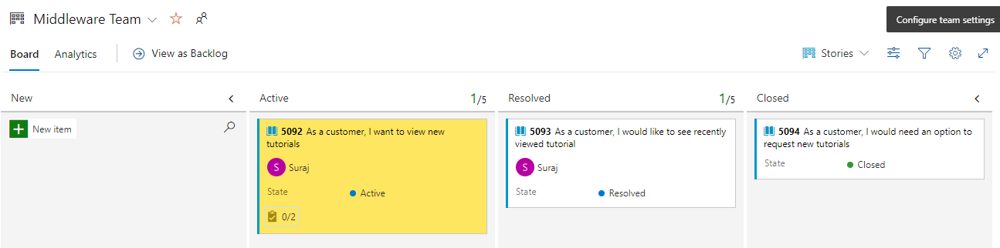 Middleware Team
Configure team settings
Board Analytics View as Backlog Stories
New Active 1/5 Resolved 1/5 Closed
New item
5092 As a customer, I want to view new
tutorials
S Suraj
State Active
0/2
5093 As a customer, I would like to see recently
viewed tutorial
S Suraj
State Resolved
5094 As a customer, I would need an option to
request new tutorials
State Closed